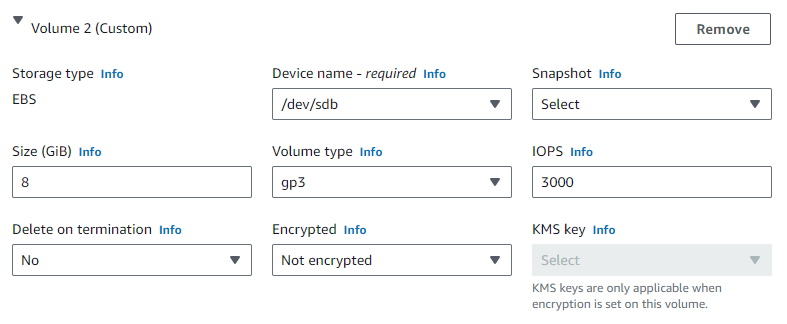 Volume 2 (Custom)
Remove
Storage type Info
Device name - required Info
Snapshot Info
EBS
/dev/sdb
Select
Size (GiB) Info
Volume type Info
IOPS Info
8
gp3
3000
Delete on termination Info
Encrypted Info
KMS key Info
No
Not encrypted
Select
KMS keys are only applicable when
encryption is set on this volume.